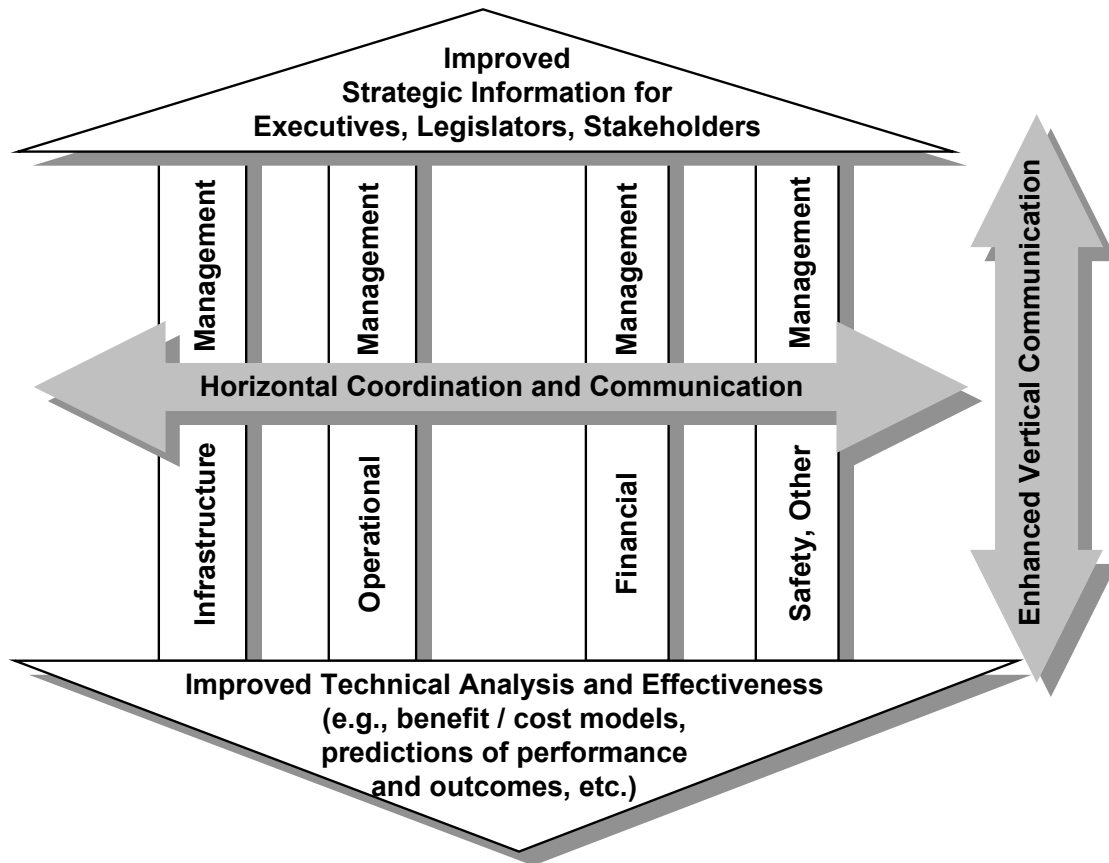 Improved
Strategic Information for
Executives, Legislators, Stakeholders
Management
Management
Management
Management
Horizontal Coordination and Communication
Infrastructure
Operational
Financial
Safety, Other
Enhanced Vertical Communication
Improved Technical Analysis and Effectiveness
(e.g., benefit / cost models,
predictions of performance
and outcomes, etc.)